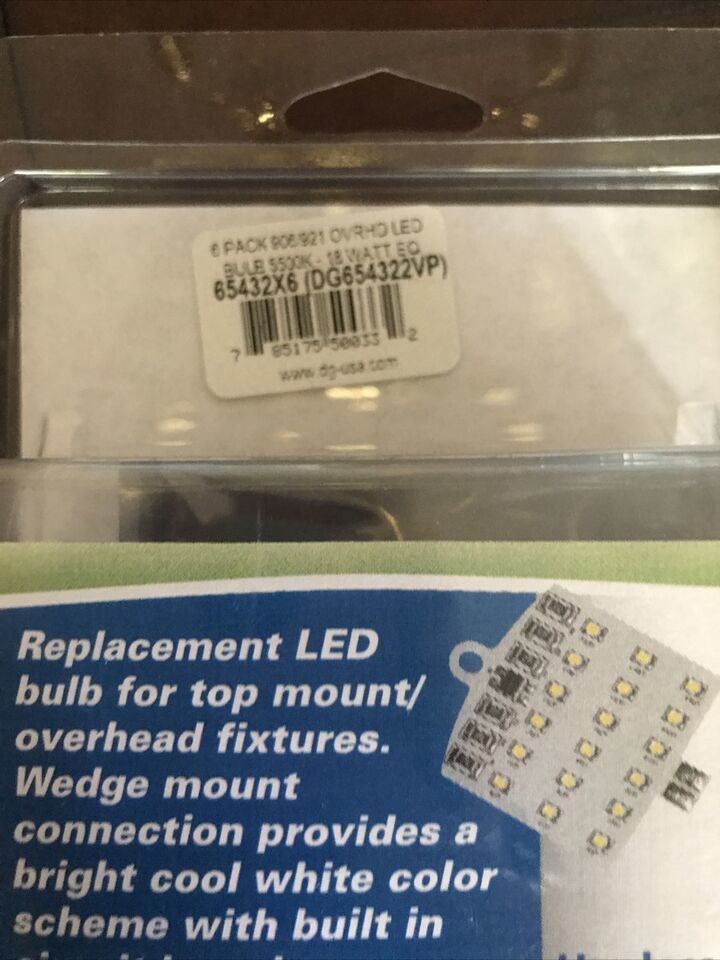 6 PACK 906/921 OVRHD LED
BULB 5500K - 18 WATT EQ
65432X6 (DG654322VP)
7 85175 50033 2
www.dg-usa.com
Replacement LED
bulb for top mount/
overhead fixtures.
Wedge mount
connection provides a
bright cool white color
scheme with built in